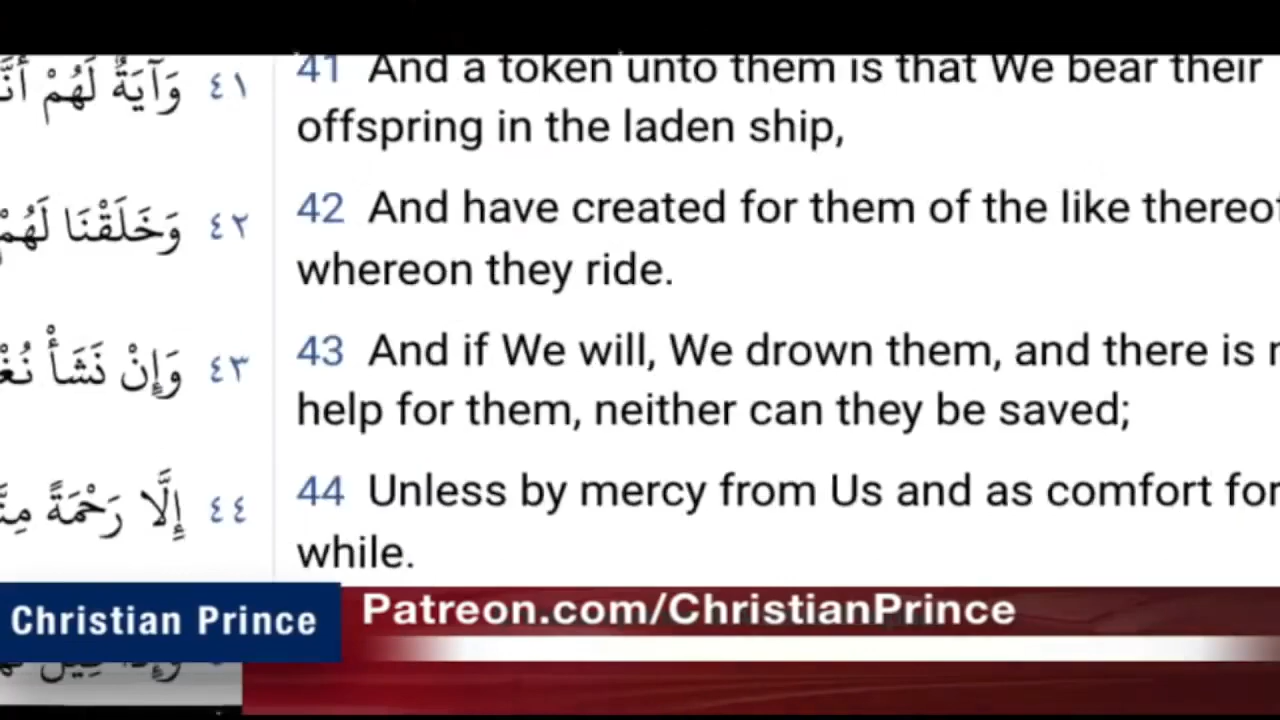 ٤١ وَآيَةٌ لَهُمْ
41 And a token unto them is that We bear their
offspring in the laden ship,
٤٢ وَخَلَقْنَا لَهُمْ
42 And have created for them of the like thereof
whereon they ride.
٤٣ وَإِنْ نَشَأْ
43 And if We will, We drown them, and there is
help for them, neither can they be saved;
٤٤ إِلَّا رَحْمَةً
44 Unless by mercy from Us and as comfort for
while.
Christian Prince
Patreon.com/ChristianPrince